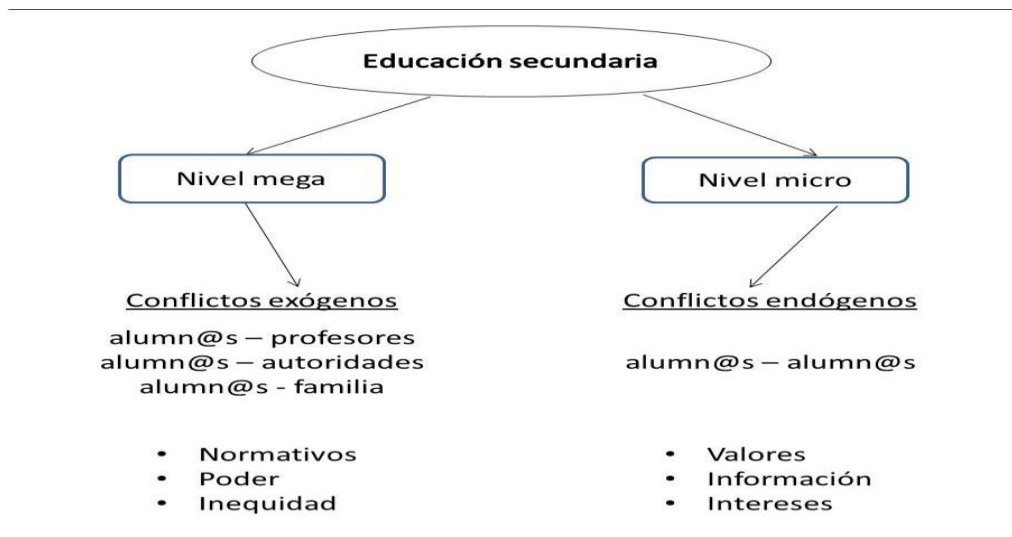 Educación secundaria
Nivel mega
Conflictos exógenos
alumn@s – profesores
alumn@s – autoridades
alumn@s - familia
• Normativos
• Poder
• Inequidad
Nivel micro
Conflictos endógenos
alumn@s – alumn@s
• Valores
• Información
• Intereses